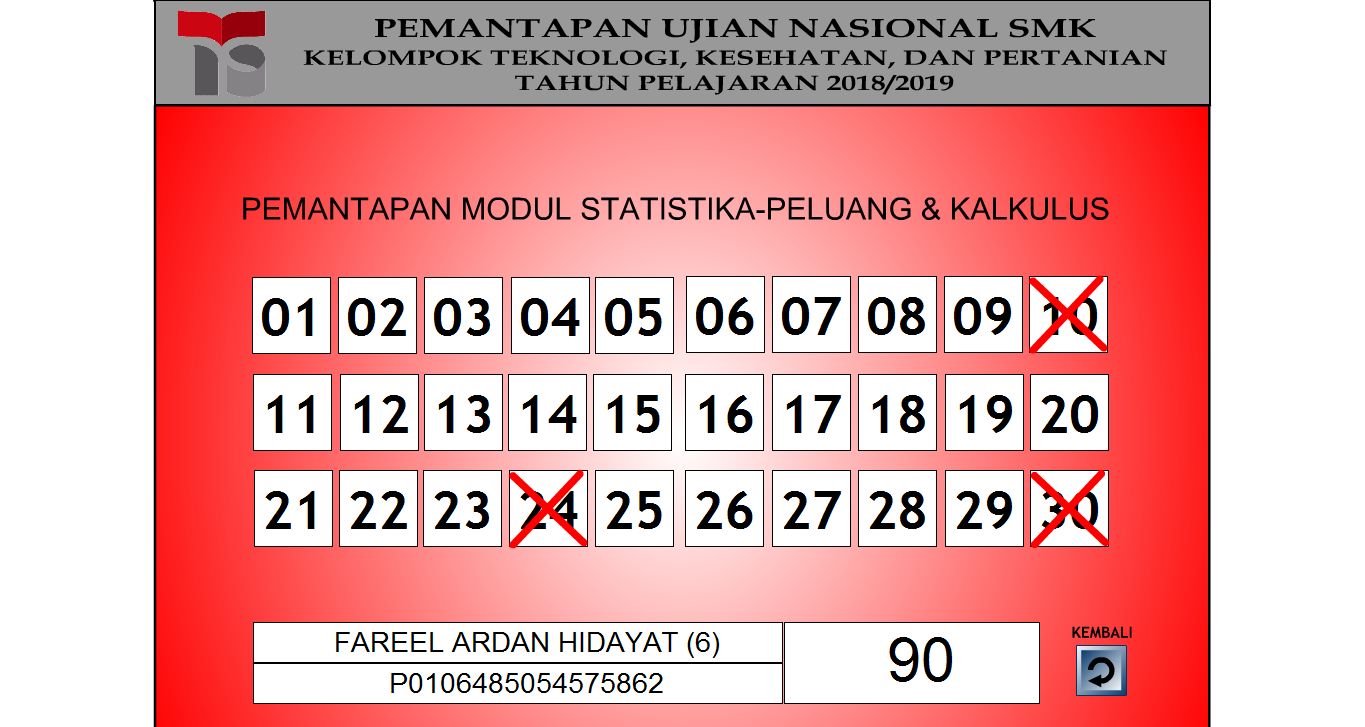 PEMANTAPAN UJIAN NASIONAL SMK
KELOMPOK TEKNOLOGI, KESEHATAN, DAN PERTANIAN
TAHUN PELAJARAN 2018/2019
PEMANTAPAN MODUL STATISTIKA-PELUANG & KALKULUS
01 02 03 04 05 06 07 08 09 10
11 12 13 14 15 16 17 18 19 20
21 22 23 24 25 26 27 28 29 30
FAREEL ARDAN HIDAYAT (6)
P0106485054575862
90
KEMBALI